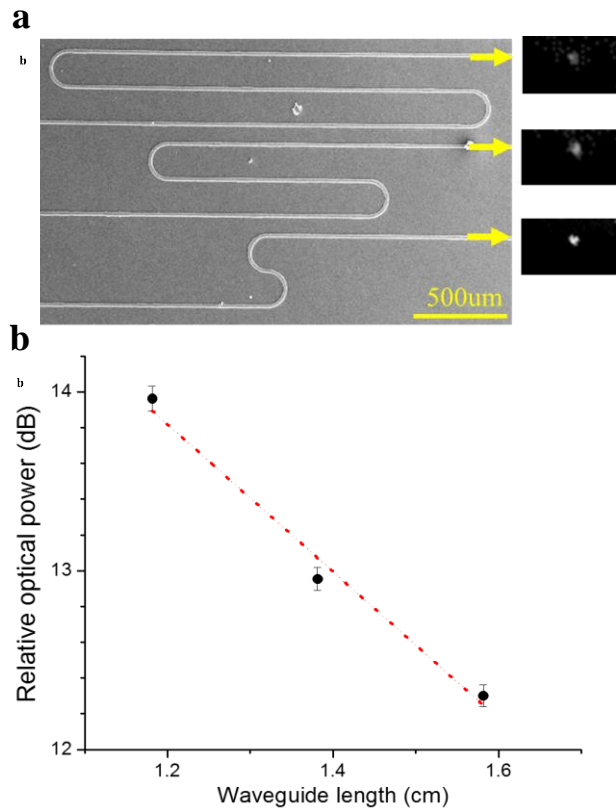 a
b
500um
b
b
14
13
12
Relative optical power (dB)
1.2 1.4 1.6
Waveguide length (cm)